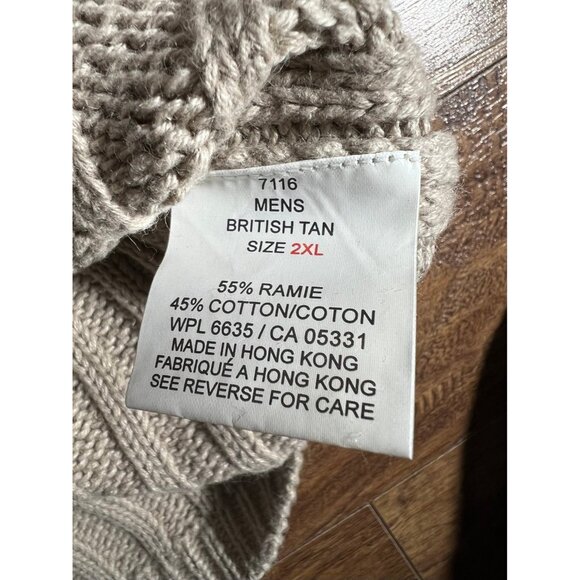 7116
MENS
BRITISH TAN
SIZE 2XL
55% RAMIE
45% COTTON/COTON
WPL 6635 / CA 05331
MADE IN HONG KONG
FABRIQUÉ A HONG KONG
SEE REVERSE FOR CARE